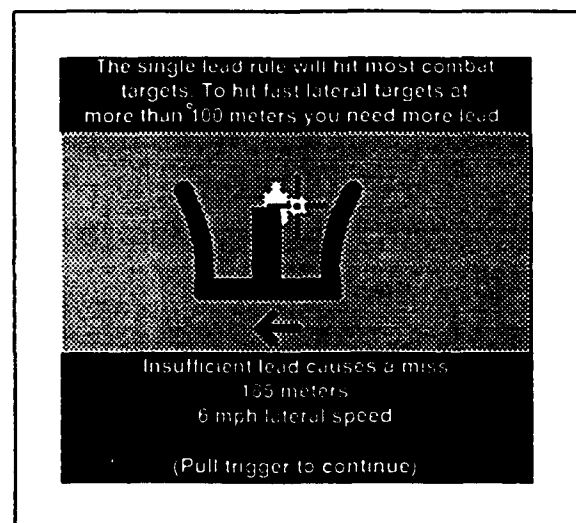 The single lead rule will hit most combat
targets. To hit fast lateral targets at
more than 100 meters you need more lead
Insufficient lead causes a miss
185 meters
6 mph lateral speed
(Pull trigger to continue)